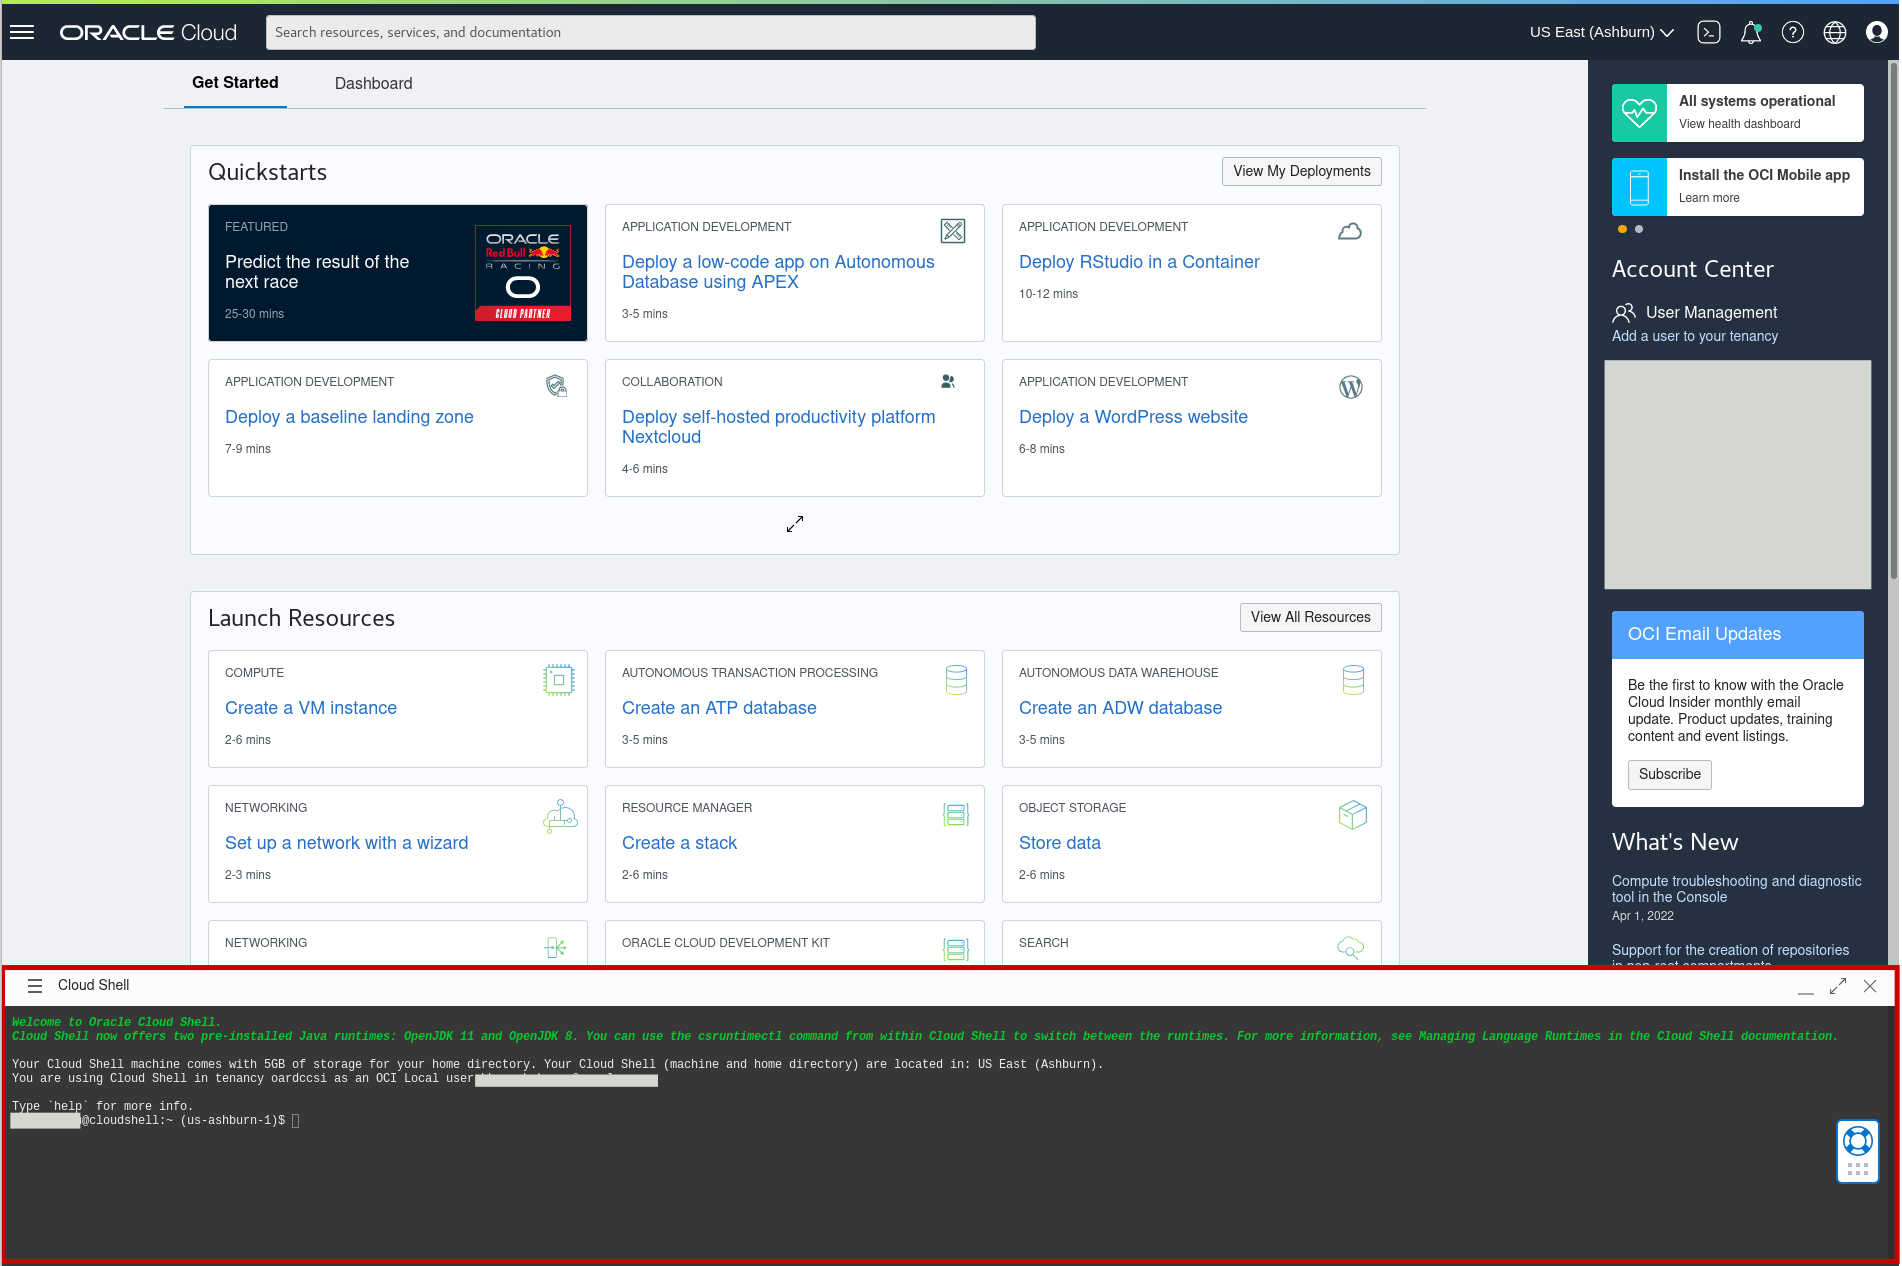 ORACLE Cloud
Search resources, services, and documentation
US East (Ashburn)
Get Started
Dashboard
Quickstarts
View My Deployments
FEATURED
Predict the result of the
next race
25-30 mins
ORACLE
Red Bull
RACING
CLOUD PARTNER
APPLICATION DEVELOPMENT
Deploy a low-code app on Autonomous
Database using APEX
3-5 mins
APPLICATION DEVELOPMENT
Deploy RStudio in a Container
10-12 mins
APPLICATION DEVELOPMENT
Deploy a baseline landing zone
7-9 mins
COLLABORATION
Deploy self-hosted productivity platform
Nextcloud
4-6 mins
APPLICATION DEVELOPMENT
Deploy a WordPress website
6-8 mins
Launch Resources
View All Resources
COMPUTE
Create a VM instance
2-6 mins
AUTONOMOUS TRANSACTION PROCESSING
Create an ATP database
3-5 mins
AUTONOMOUS DATA WAREHOUSE
Create an ADW database
3-5 mins
NETWORKING
Set up a network with a wizard
2-3 mins
RESOURCE MANAGER
Create a stack
2-6 mins
OBJECT STORAGE
Store data
2-6 mins
NETWORKING
ORACLE CLOUD DEVELOPMENT KIT
SEARCH
All systems operational
View health dashboard
Install the OCI Mobile app
Learn more
Account Center
User Management
Add a user to your tenancy
OCI Email Updates
Be the first to know with the Oracle
Cloud Insider monthly email
update. Product updates, training
content and event listings.
Subscribe
What's New
Compute troubleshooting and diagnostic
tool in the Console
Apr 1, 2022
Support for the creation of repositories
in non-root compartments
Cloud Shell
Welcome to Oracle Cloud Shell.
Cloud Shell now offers two pre-installed Java runtimes: OpenJDK 11 and OpenJDK 8. You can use the csruntimectl command from within Cloud Shell to switch between the runtimes. For more information, see Managing Language Runtimes in the Cloud Shell documentation.
Your Cloud Shell machine comes with 5GB of storage for your home directory. Your Cloud Shell (machine and home directory) are located in: US East (Ashburn).
You are using Cloud Shell in tenancy oardccsi as an OCI Local user
Type `help` for more info.
@cloudshell:~ (us-ashburn-1)$